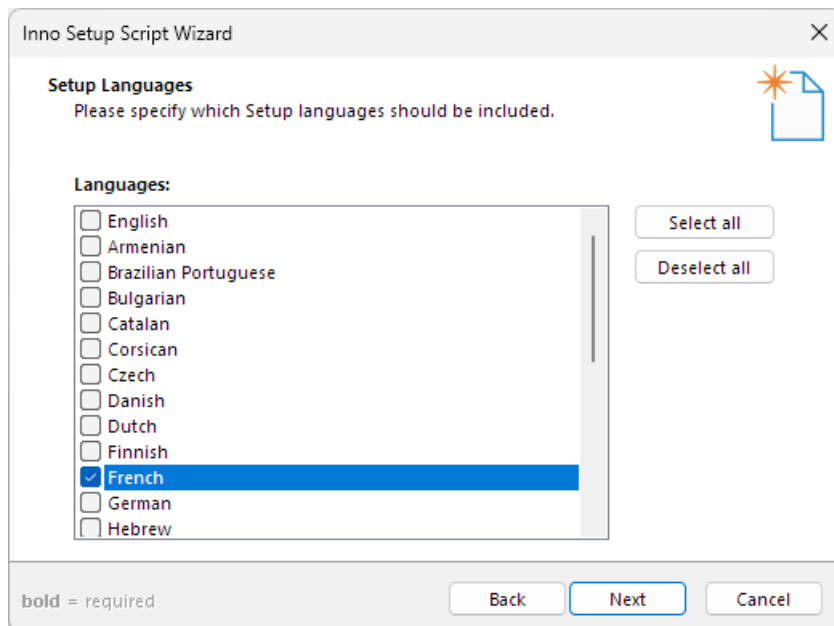 Inno Setup Script Wizard
Setup Languages
Please specify which Setup languages should be included.
Languages:
English
Armenian
Brazilian Portuguese
Bulgarian
Catalan
Corsican
Czech
Danish
Dutch
Finnish
French
German
Hebrew
Select all
Deselect all
bold = required
Back
Next
Cancel